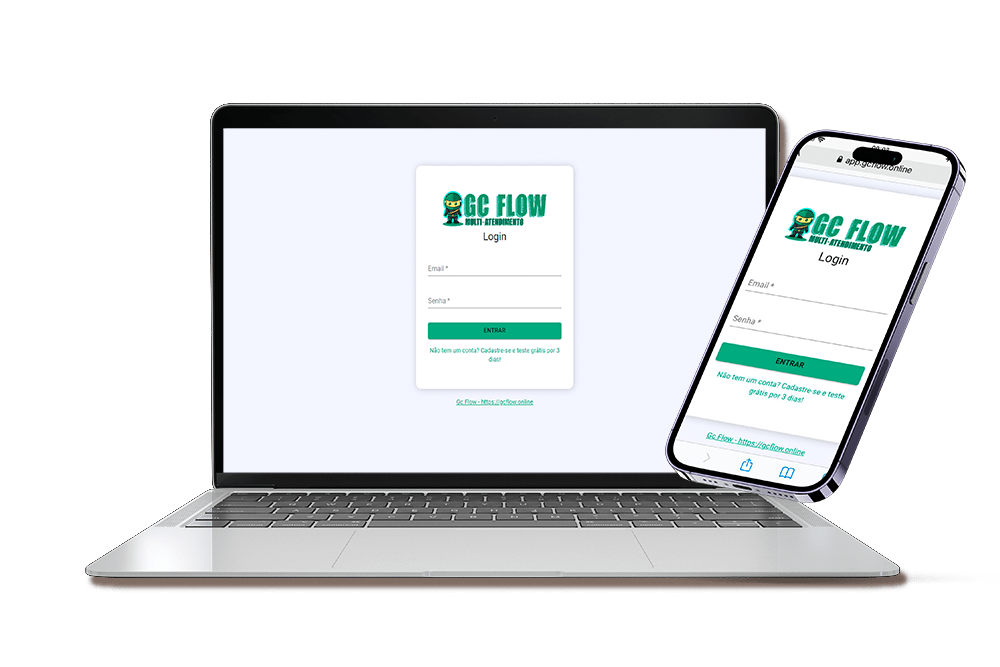 GC FLOW
MULTI-ATENDIMENTO
Login
Email *
Senha *
ENTRAR
Não tem um conta? Cadastre-se e teste grátis por 3
dias!
Gc Flow - https://gcflow.online
app.gcflow.online
GC FLOW
MULTI-ATENDIMENTO
Login
Email *
Senha *
ENTRAR
Não tem um conta? Cadastre-se e teste
grátis por 3 dias!
Gc Flow - https://gcflow.online